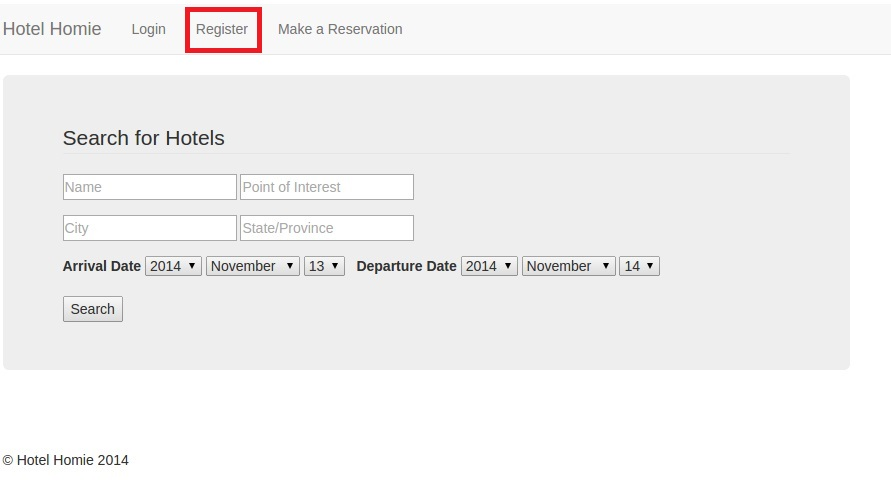 Hotel Homie Login Register Make a Reservation
Search for Hotels
Name Point of Interest
City State/Province
Arrival Date 2014 November 13 Departure Date 2014 November 14
Search
© Hotel Homie 2014